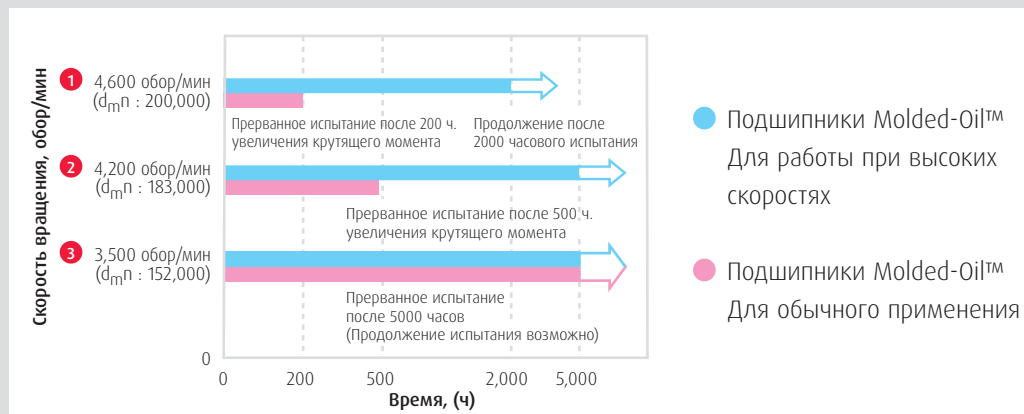 Скорость вращения, обор/мин
1 4,600 обор/мин
(dmn : 200,000)
Прерванное испытание после 200 ч.
увеличения крутящего момента
Продолжение после
2000 часового испытания
2 4,200 обор/мин
(dmn : 183,000)
Прерванное испытание после 500 ч.
увеличения крутящего момента
3 3,500 обор/мин
(dmn : 152,000)
Прерванное испытание
после 5000 часов
(Продолжение испытания возможно)
0
0 200 500 2,000 5,000
Время, (ч)
Подшипники Molded-Oil™
Для работы при высоких
скоростях
Подшипники Molded-Oil™
Для обычного применения